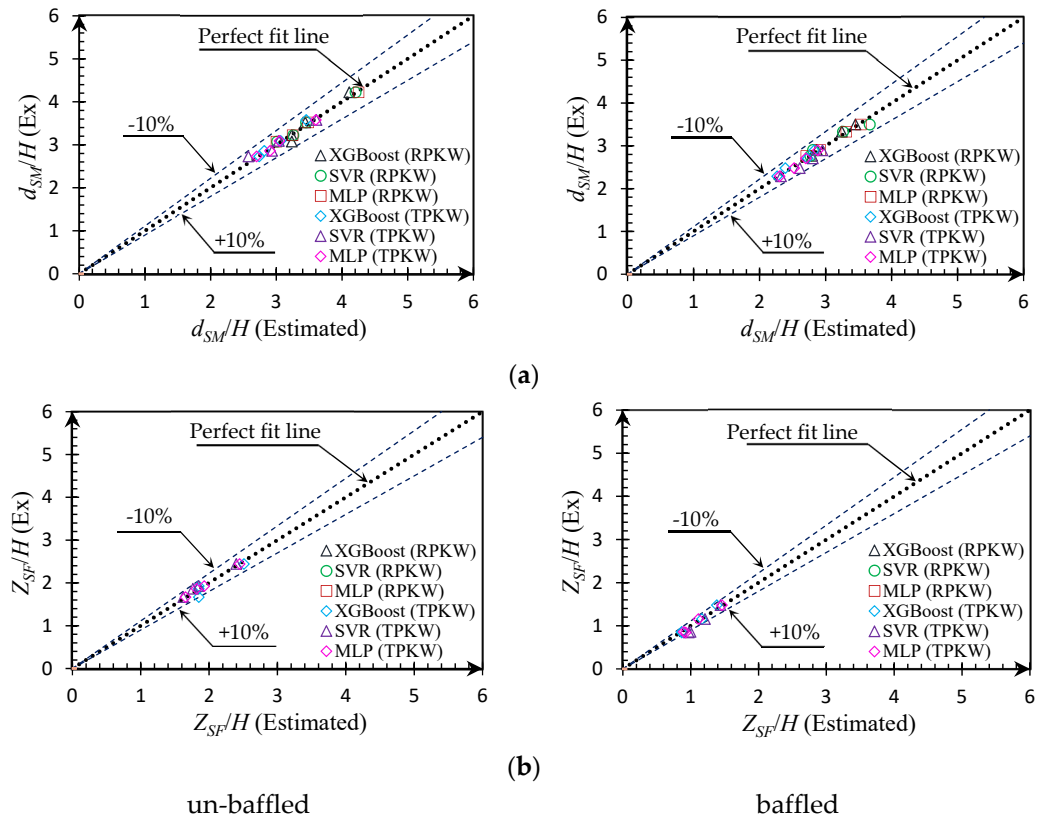 6
5
4
3
2
1
0
d_SM/H (Ex)
Perfect fit line
-10%
+10%
XGBoost (RPKW)
SVR (RPKW)
MLP (RPKW)
XGBoost (TPKW)
SVR (TPKW)
MLP (TPKW)
0 1 2 3 4 5 6
d_SM/H (Estimated)
6
5
4
3
2
1
0
d_SM/H (Ex)
Perfect fit line
-10%
+10%
XGBoost (RPKW)
SVR (RPKW)
MLP (RPKW)
XGBoost (TPKW)
SVR (TPKW)
MLP (TPKW)
0 1 2 3 4 5 6
d_SM/H (Estimated)
(a)
6
5
4
3
2
1
0
Z_SF/H (Ex)
Perfect fit line
-10%
+10%
XGBoost (RPKW)
SVR (RPKW)
MLP (RPKW)
XGBoost (TPKW)
SVR (TPKW)
MLP (TPKW)
0 1 2 3 4 5 6
Z_SF/H (Estimated)
6
5
4
3
2
1
0
Z_SF/H (Ex)
Perfect fit line
-10%
+10%
XGBoost (RPKW)
SVR (RPKW)
MLP (RPKW)
XGBoost (TPKW)
SVR (TPKW)
MLP (TPKW)
0 1 2 3 4 5 6
Z_SF/H (Estimated)
(b)
un-baffled
baffled